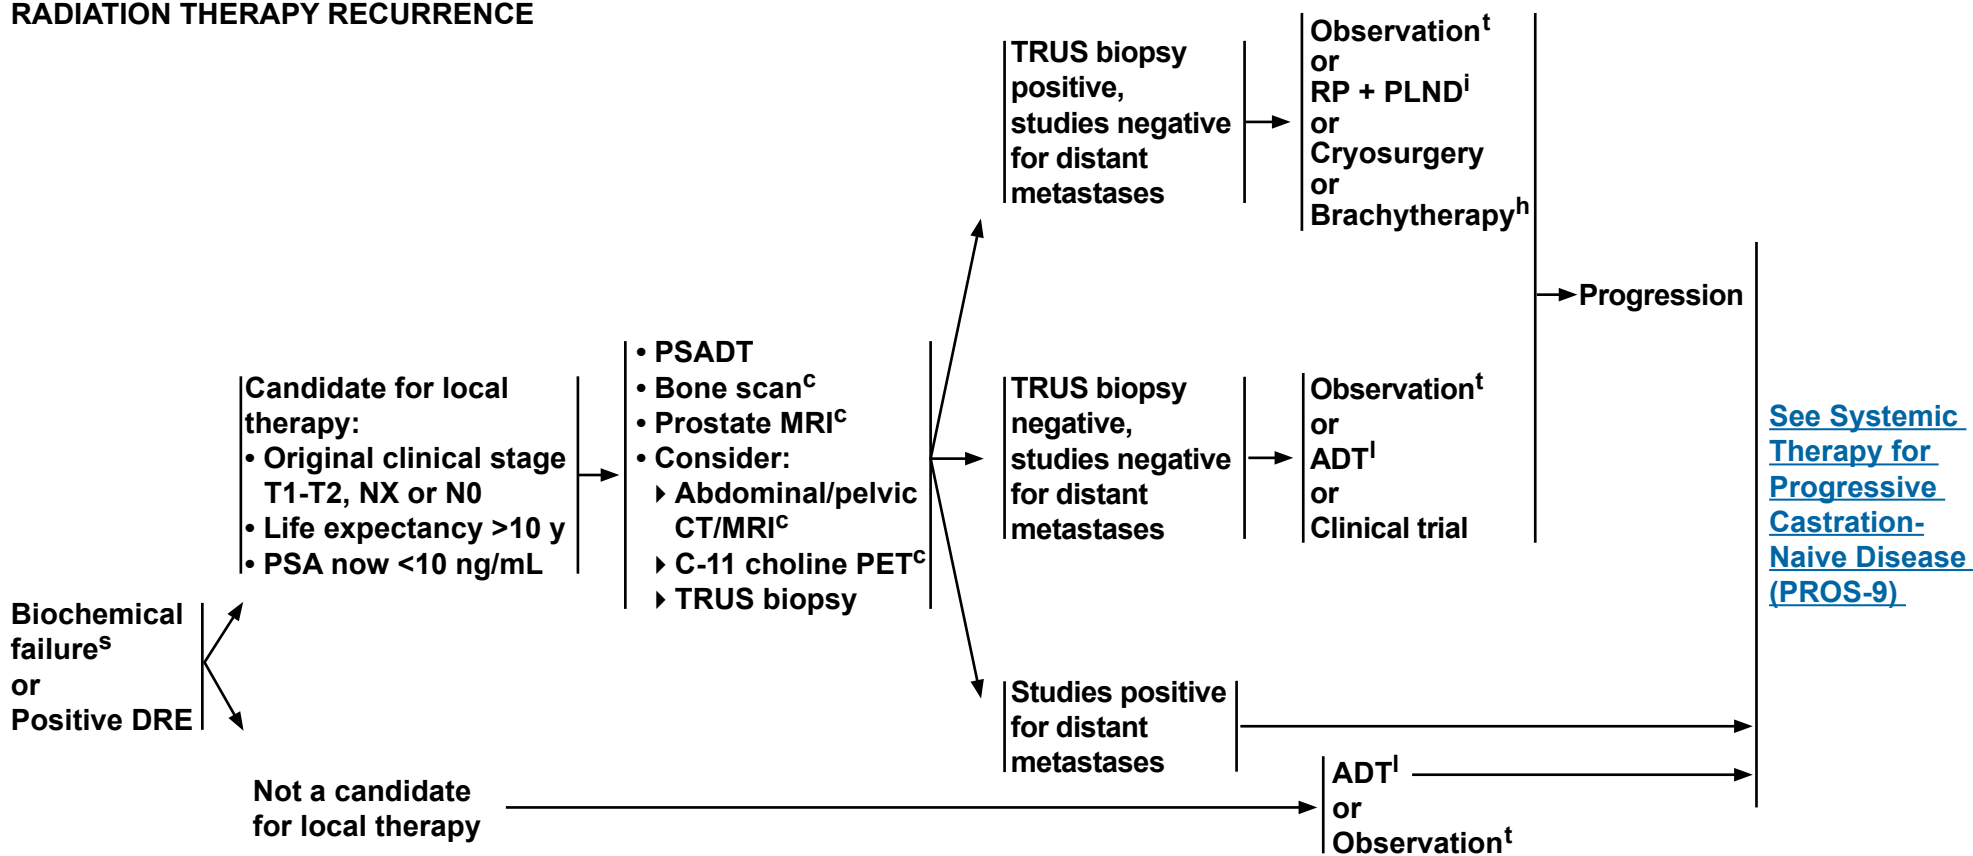 RADIATION THERAPY RECURRENCE
Biochemical
failureˢ
or
Positive DRE
Candidate for local
therapy:
• Original clinical stage
T1-T2, NX or N0
• Life expectancy >10 y
• PSA now <10 ng/mL
Not a candidate
for local therapy
• PSADT
• Bone scanᶜ
• Prostate MRIᶜ
• Consider:
▸ Abdominal/pelvic
CT/MRIᶜ
▸ C-11 choline PETᶜ
▸ TRUS biopsy
TRUS biopsy
positive,
studies negative
for distant
metastases
Observationᵗ
or
RP + PLNDⁱ
or
Cryosurgery
or
Brachytherapyʰ
TRUS biopsy
negative,
studies negative
for distant
metastases
Observationᵗ
or
ADTˡ
or
Clinical trial
Studies positive
for distant
metastases
ADTˡ
or
Observationᵗ
Progression
See Systemic
Therapy for
Progressive
Castration-
Naive Disease
(PROS-9)